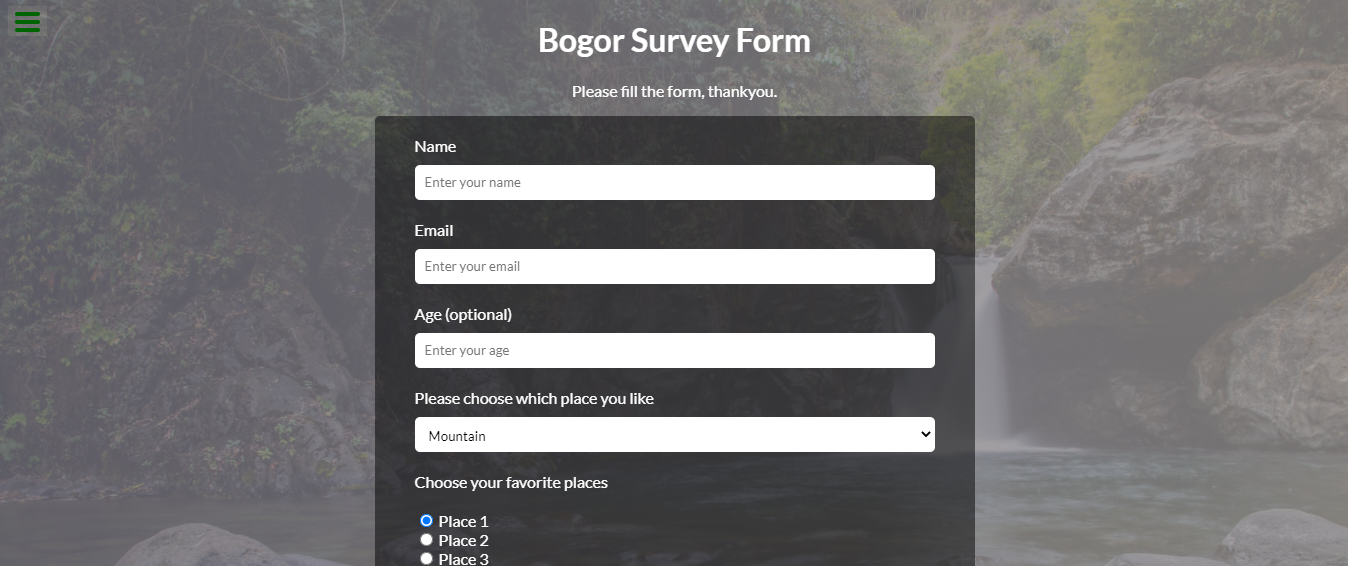 Bogor Survey Form
Please fill the form, thankyou.
Name
Enter your name
Email
Enter your email
Age (optional)
Enter your age
Please choose which place you like
Mountain
Choose your favorite places
Place 1
Place 2
Place 3